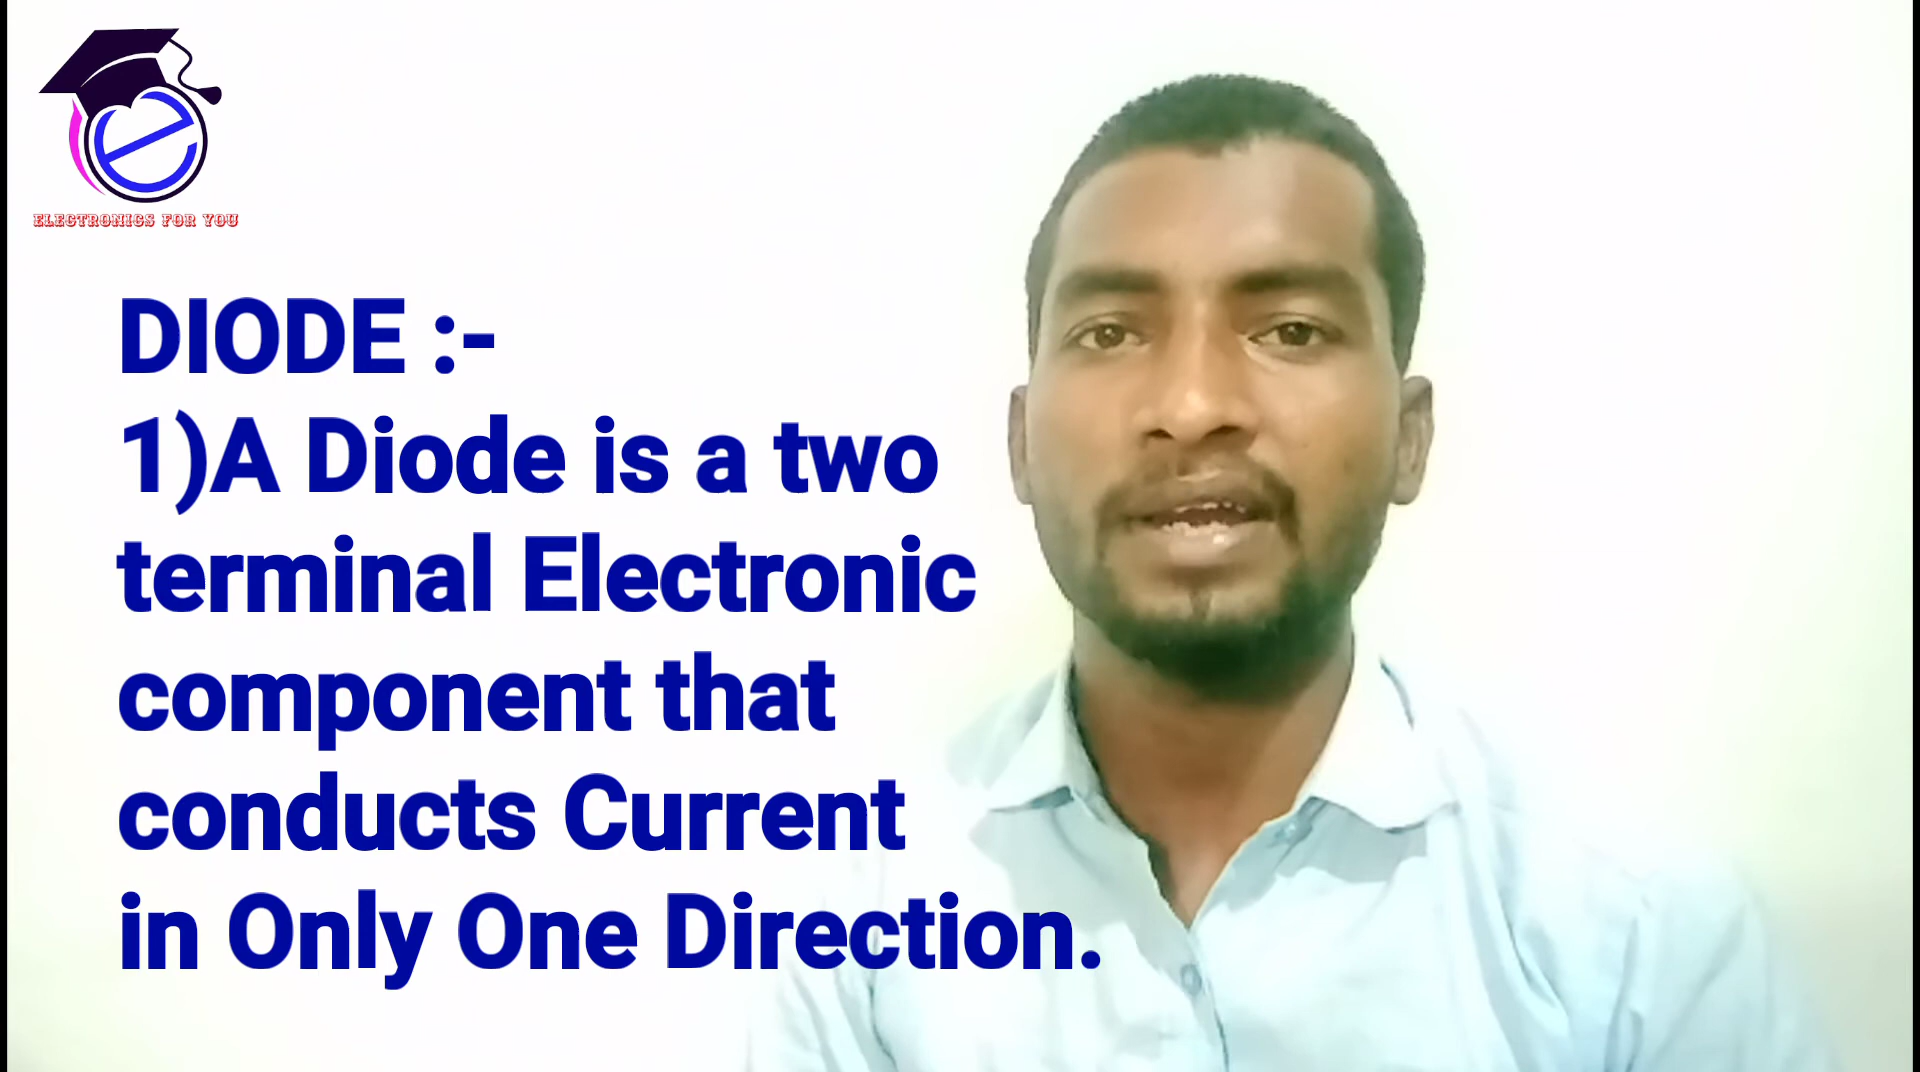 ELECTRONICS FOR YOU
DIODE :-
1)A Diode is a two
terminal Electronic
component that
conducts Current
in Only One Direction.